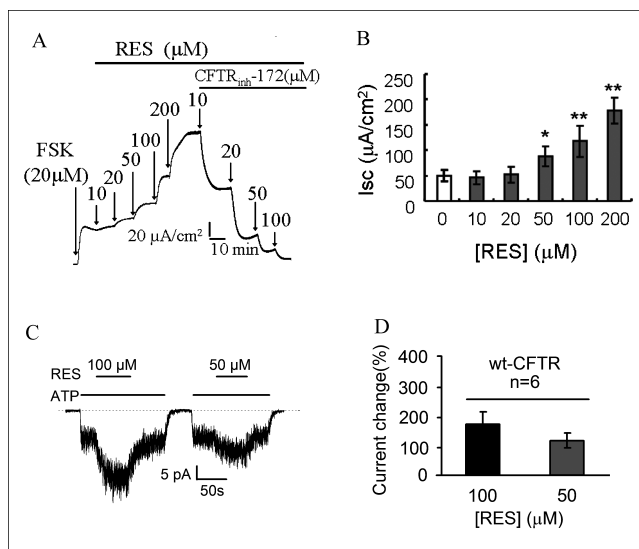 A
RES (μM)
CFTRinh-172(μM)
10
200
100
50
20
10
FSK
(20μM)
20
50
100
20 μA/cm²
10 min
B
Isc (μA/cm²)
250
200
150
100
50
50
0
*
**
**
0 10 20 50 100 200
[RES] (μM)
C
100 μM
50 μM
RES
ATP
5 pA
50s
D
Current change(%)
400
300
200
100
0
wt-CFTR
n=6
100
50
[RES] (μM)